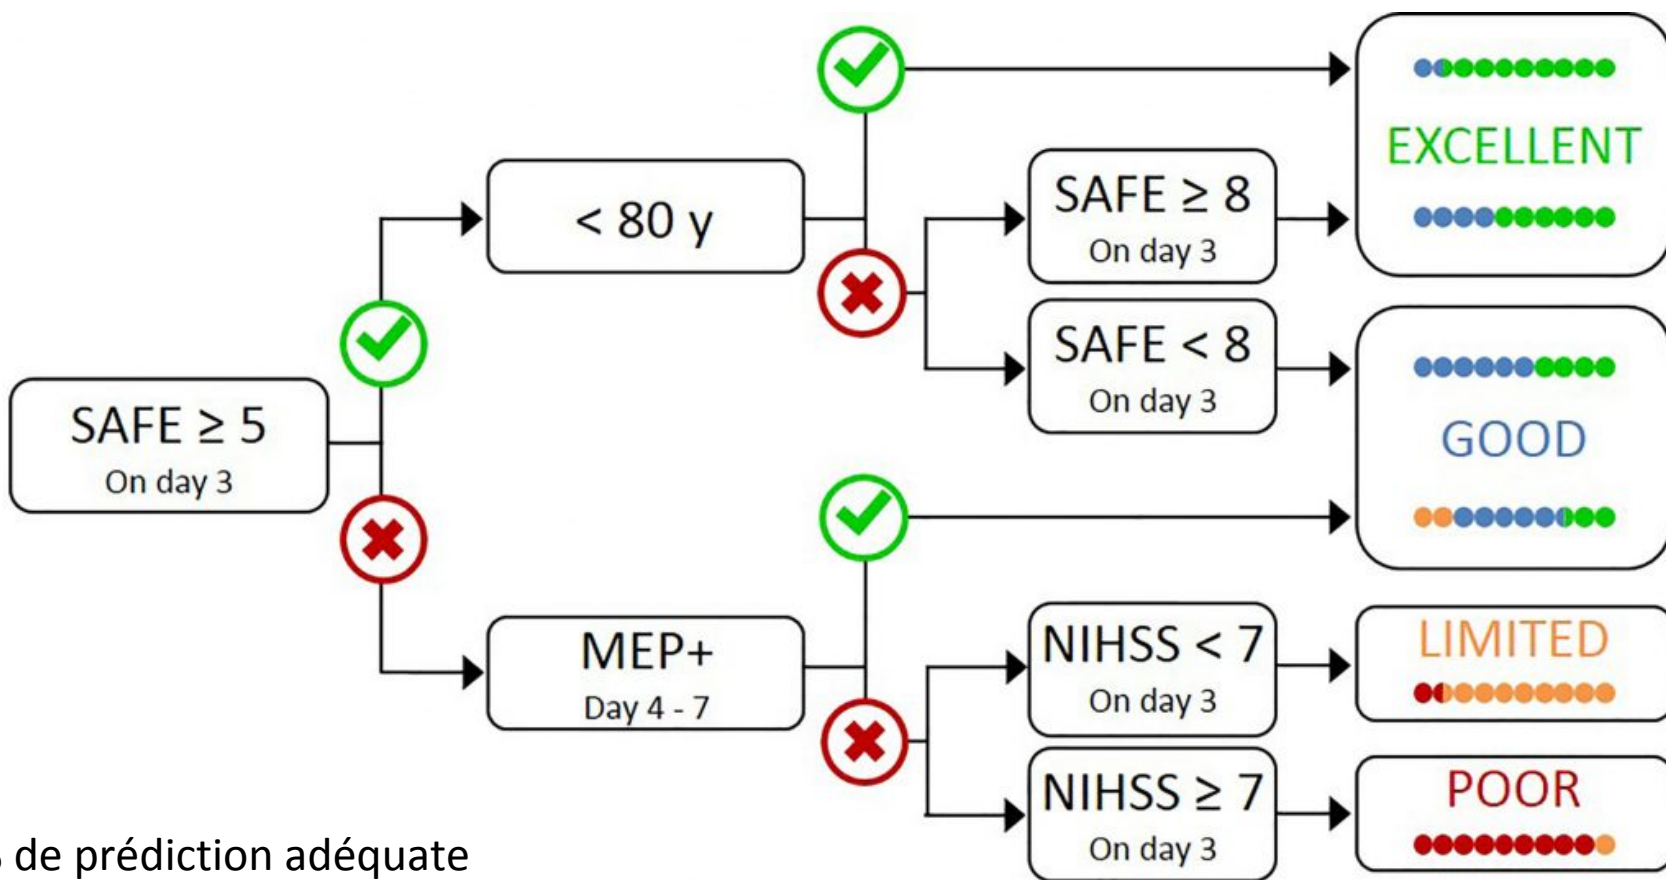 SAFE ≥ 5
On day 3
< 80 y
SAFE ≥ 8
On day 3
SAFE < 8
On day 3
EXCELLENT
GOOD
MEP+
Day 4 - 7
NIHSS < 7
On day 3
NIHSS ≥ 7
On day 3
LIMITED
POOR
de prédiction adéquate